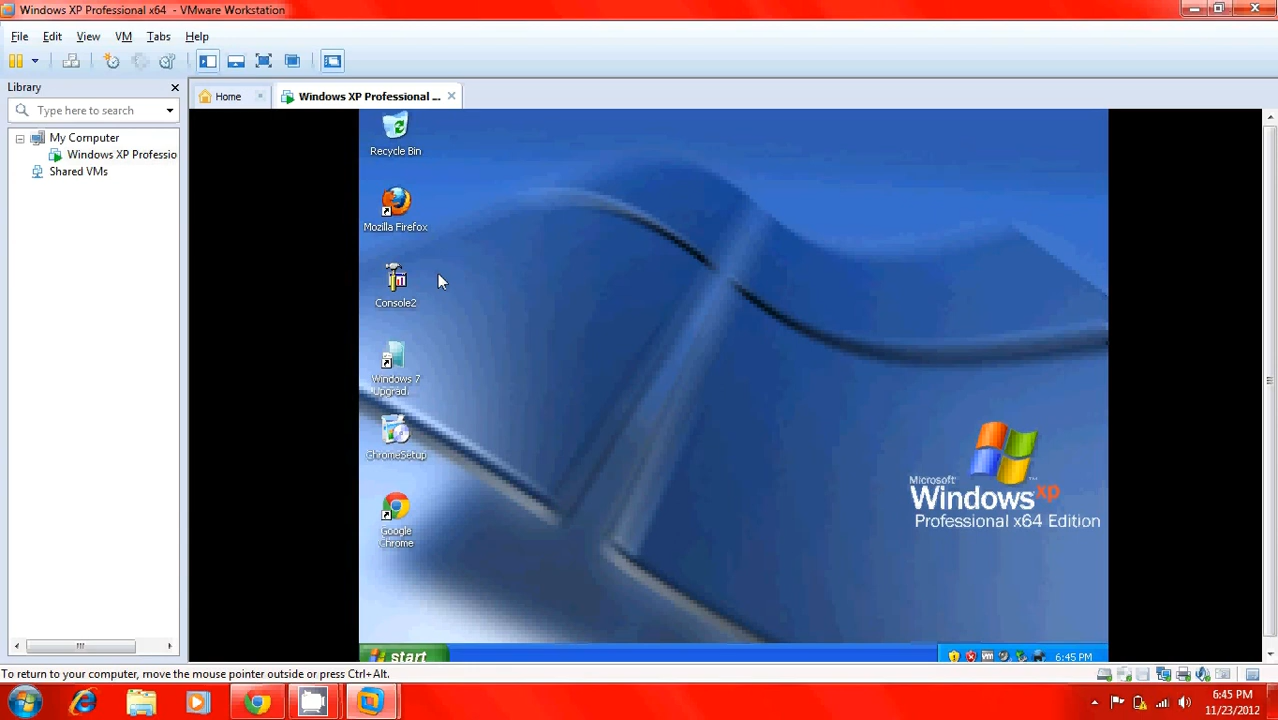 Windows XP Professional x64 - VMware Workstation
File Edit View VM Tabs Help
Library
Type here to search
My Computer
Windows XP Professio
Shared VMs
Home
Windows XP Professional ...
Recycle Bin
Mozilla Firefox
Console2
Windows 7
Upgrad...
ChromeSetup
Google
Chrome
Microsoft
Windows xp
Professional x64 Edition
start
6:45 PM
To return to your computer, move the mouse pointer outside or press Ctrl+Alt.
6:45 PM
11/23/2012